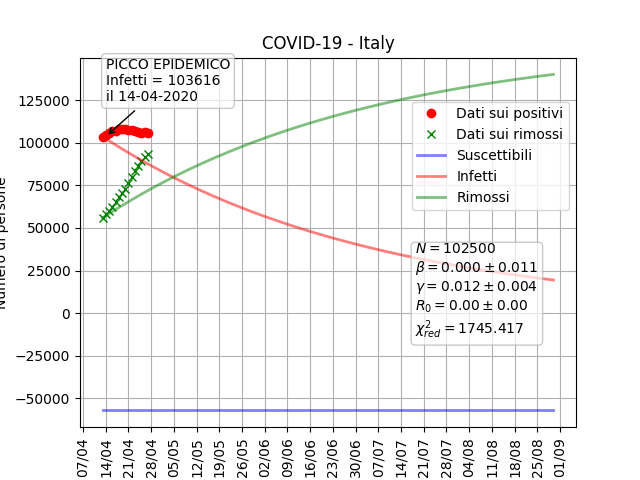 COVID-19 - Italy
PICCO EPIDEMICO
Infetti = 103616
il 14-04-2020
Dati sui positivi
Dati sui rimossi
Suscettibili
Infetti
Rimossi
N = 102500
β = 0.000 ± 0.011
γ = 0.012 ± 0.004
R₀ = 0.00 ± 0.00
χ²_red = 1745.417
125000
100000
75000
50000
25000
0
−25000
−50000
di persone
07/04
14/04
21/04
28/04
05/05
12/05
19/05
26/05
02/06
09/06
16/06
23/06
30/06
07/07
14/07
21/07
28/07
04/08
11/08
18/08
25/08
01/09